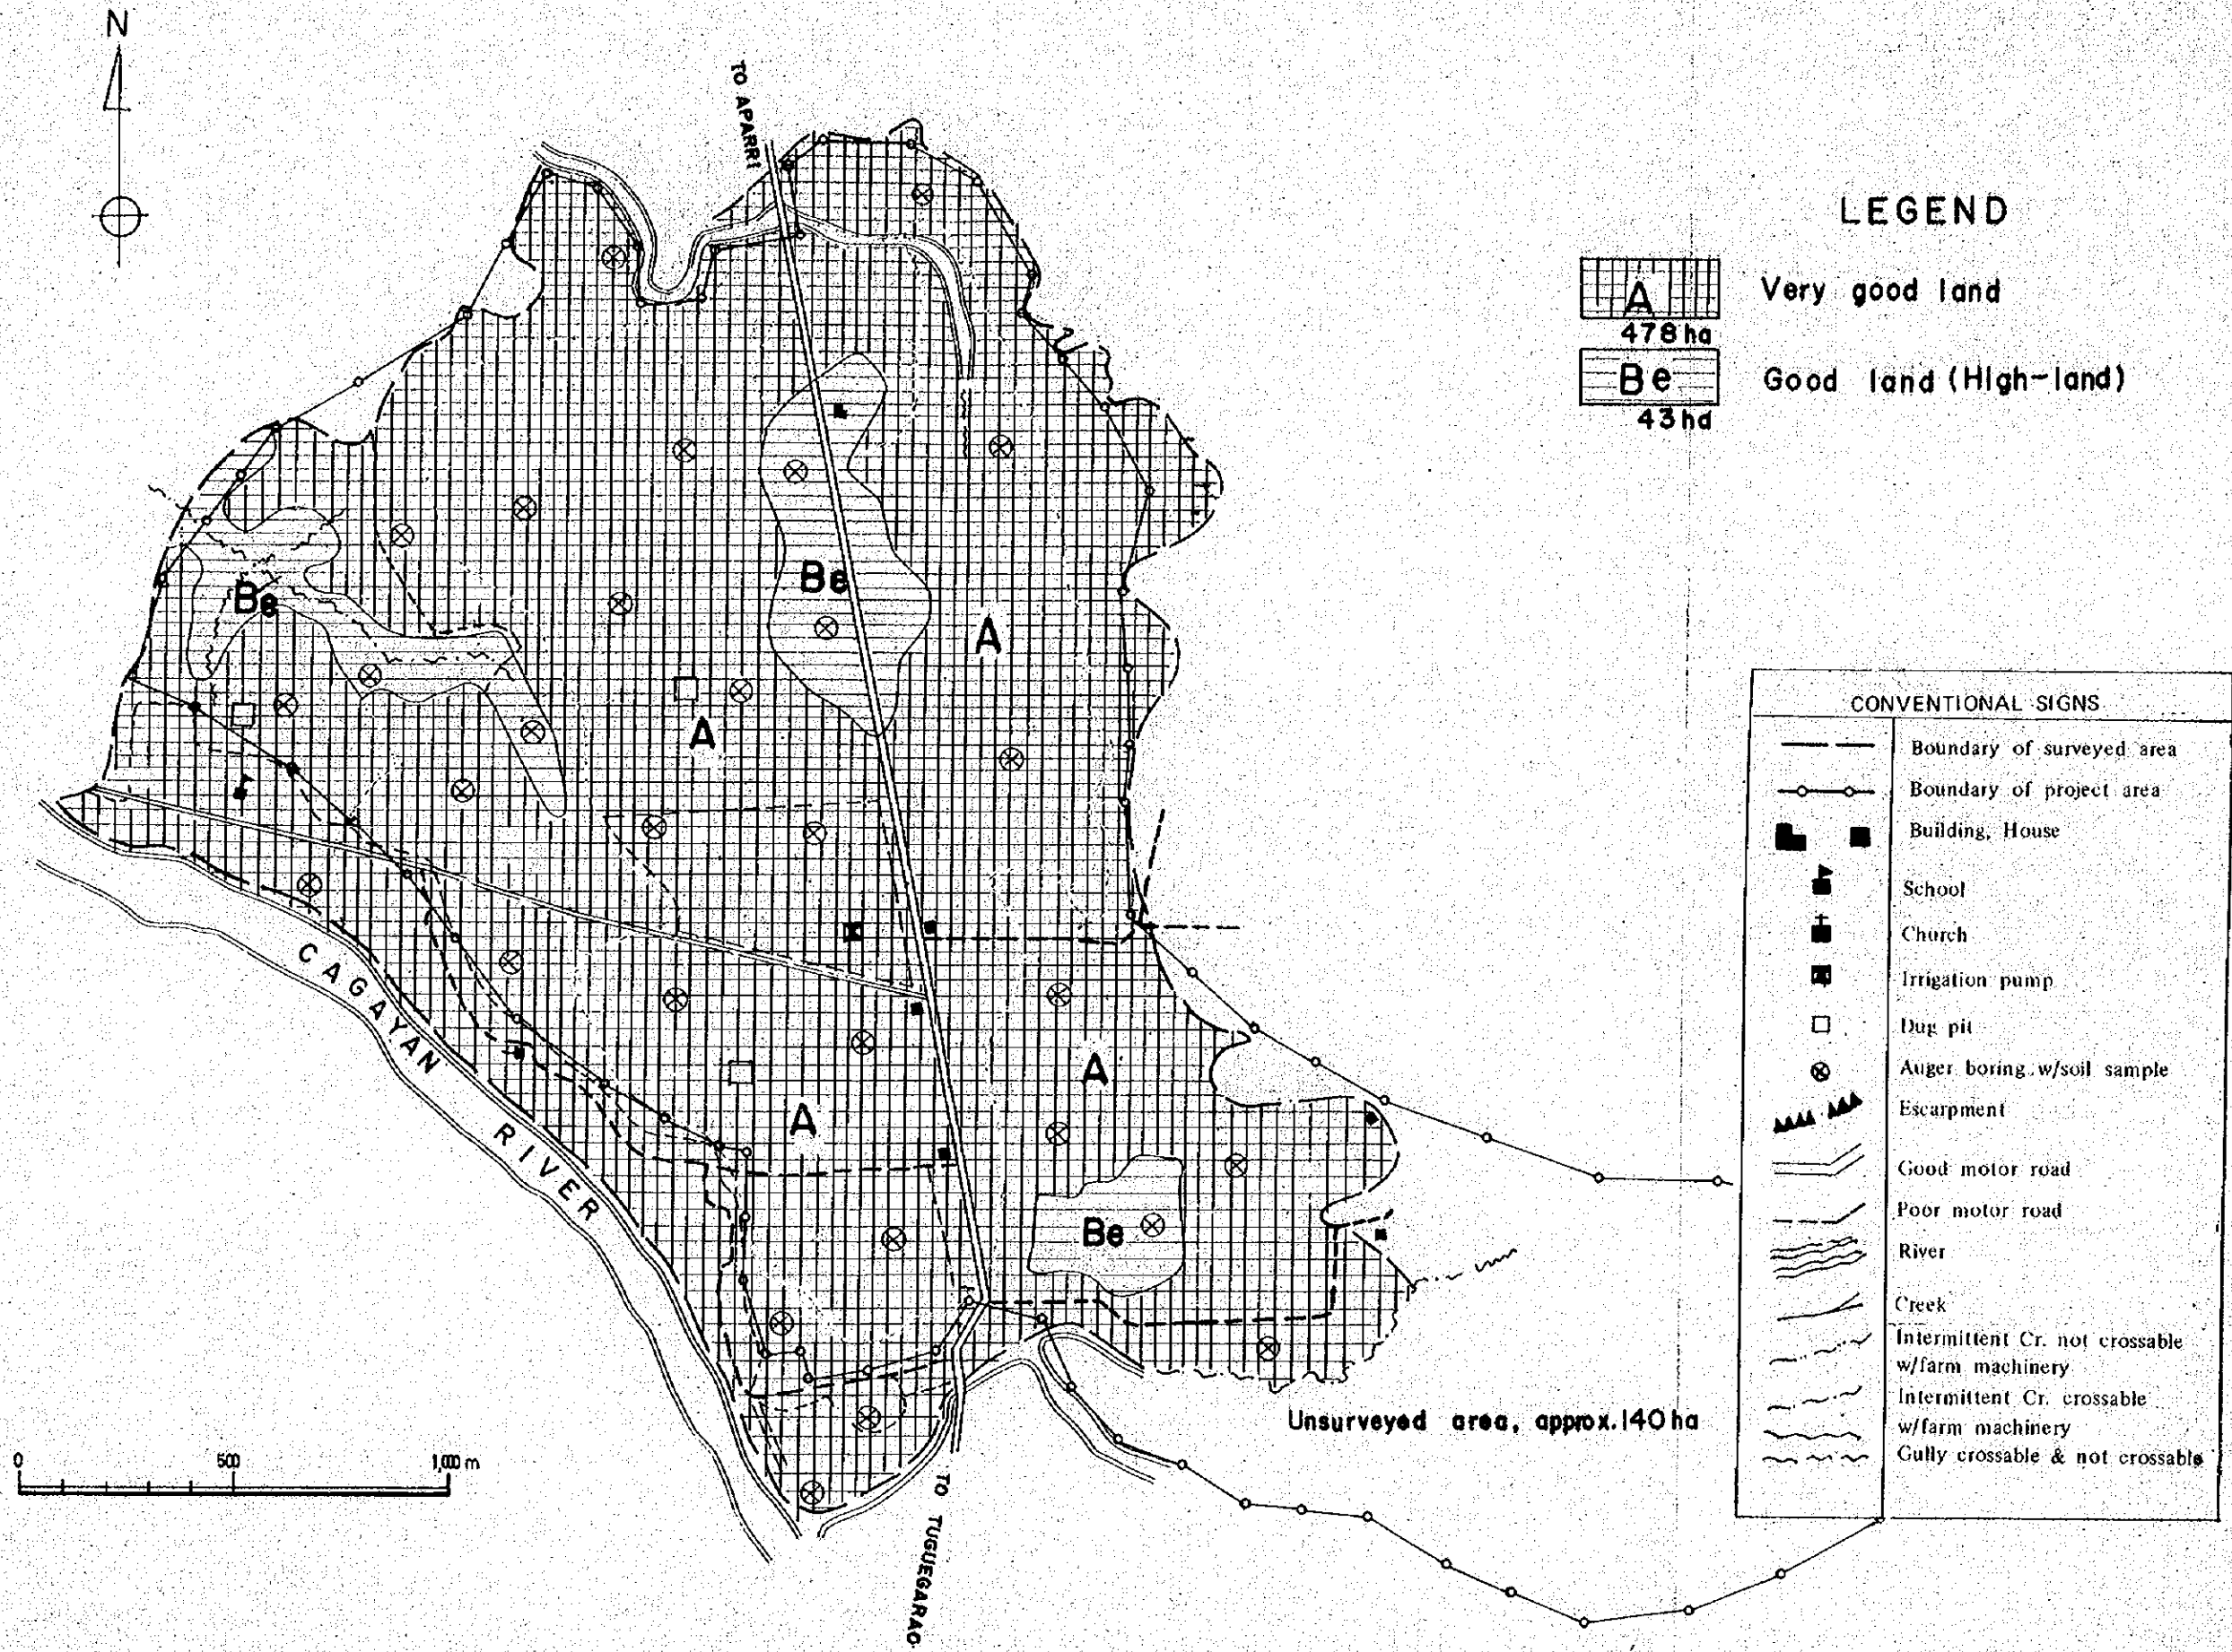 N
TO APARRI
LEGEND
A
Very good land
478 ha
Be
Good land (High-land)
43 ha
Be
Be
A
A
A
A
Be
CAGAYAN RIVER
CONVENTIONAL SIGNS
Boundary of surveyed area
Boundary of project area
Building, House
School
Church
Irrigation pump
Dug pit
Auger boring w/soil sample
Escarpment
Good motor road
Poor motor road
River
Creek
Intermittent Cr. not crossable
w/farm machinery
Intermittent Cr. crossable
w/farm machinery
Gully crossable & not crossable
Unsurveyed area, approx. 140 ha
0 500 1,000 m
TO TUGUEGARAO